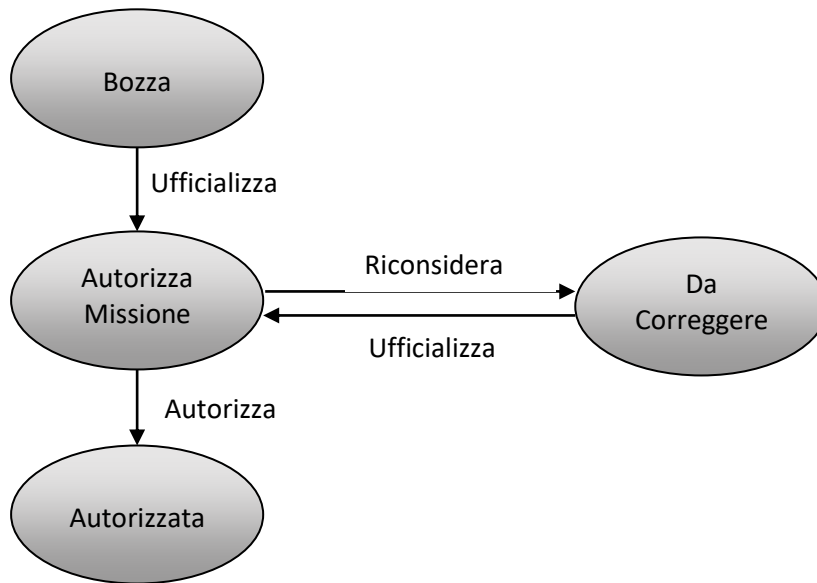 Bozza
Ufficializza
Autorizza
Missione
Riconsidera
Da
Correggere
Ufficializza
Autorizza
Autorizzata